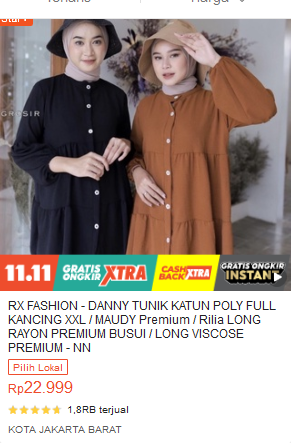 Star+
GROSIR
11.11
GRATIS
ONGKIR
XTRA
CASH
BACK
XTRA
GRATIS ONGKIR
INSTAN
RX FASHION - DANNY TUNIK KATUN POLY FULL
KANCING XXL / MAUDY Premium / Rilia LONG
RAYON PREMIUM BUSUI / LONG VISCOSE
PREMIUM - NN
Pilih Lokal
Rp22.999
1,8RB terjual
KOTA JAKARTA BARAT